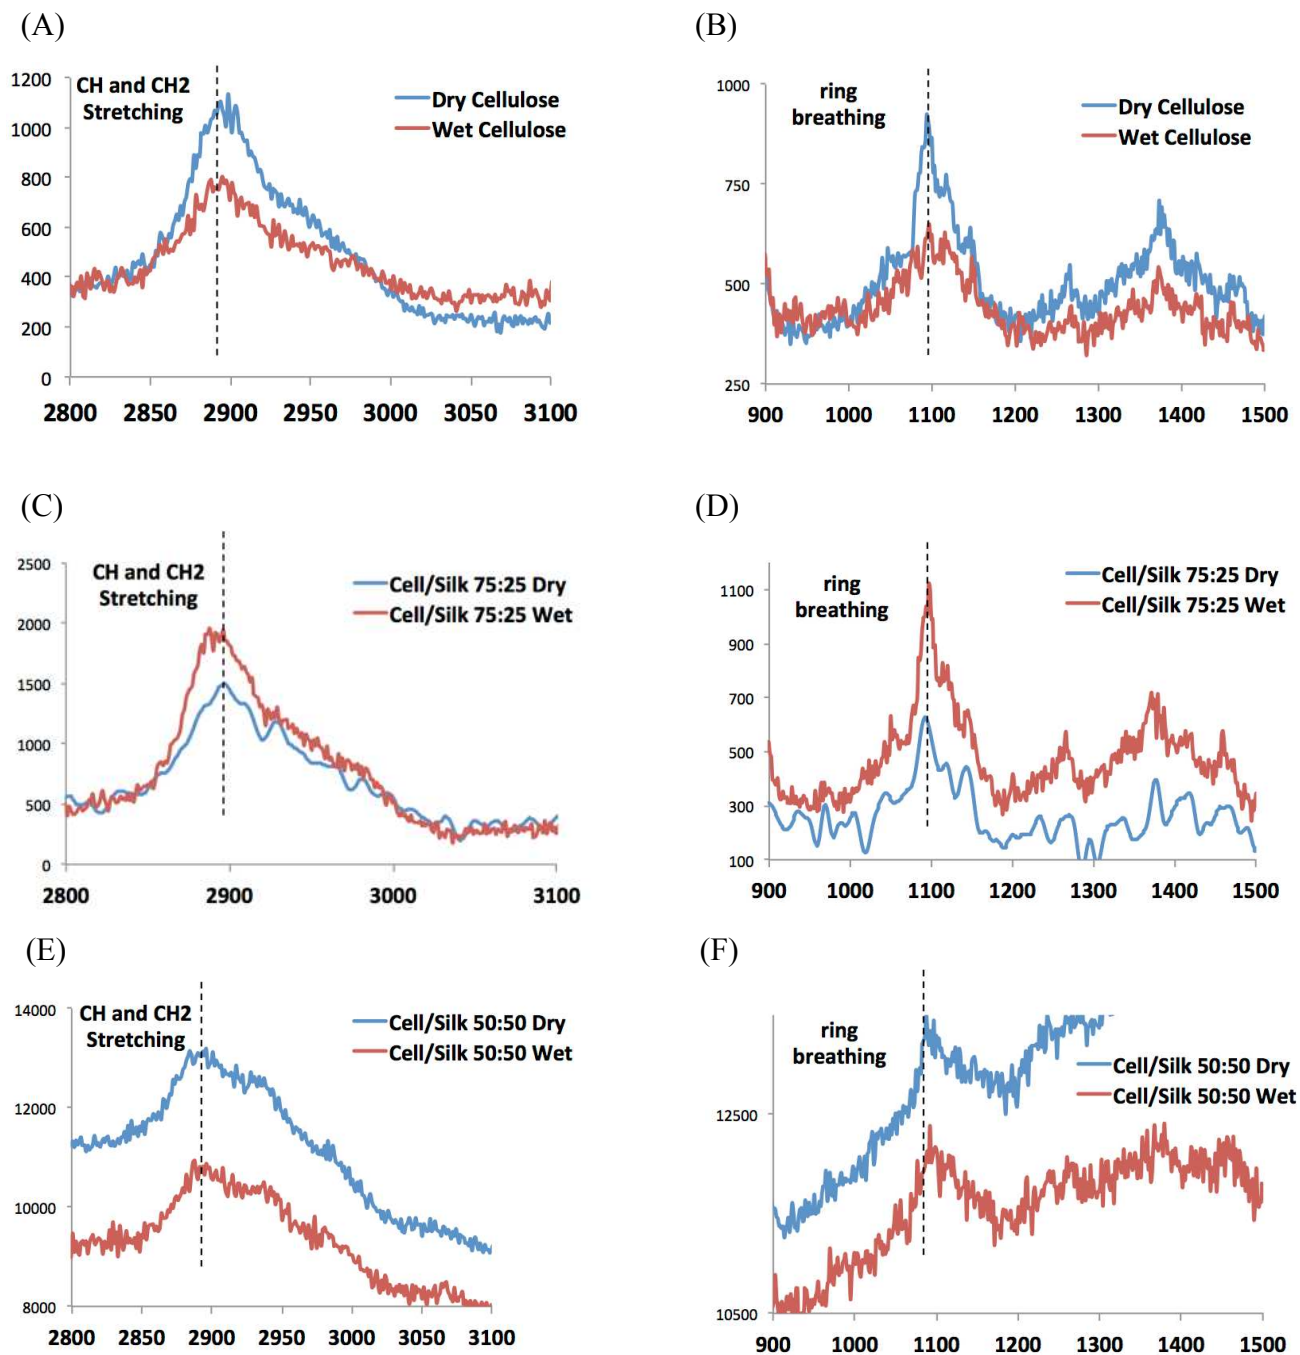 (A)
CH and CH2
Stretching
Dry Cellulose
Wet Cellulose
1200
1000
800
600
400
200
0
2800 2850 2900 2950 3000 3050 3100
(B)
ring
breathing
Dry Cellulose
Wet Cellulose
1000
750
500
250
900 1000 1100 1200 1300 1400 1500
(C)
CH and CH2
Stretching
Cell/Silk 75:25 Dry
Cell/Silk 75:25 Wet
2500
2000
1500
1000
500
0
2800 2900 3000 3100
(D)
ring
breathing
Cell/Silk 75:25 Dry
Cell/Silk 75:25 Wet
1100
900
700
500
300
100
900 1000 1100 1200 1300 1400 1500
(E)
CH and CH2
Stretching
Cell/Silk 50:50 Dry
Cell/Silk 50:50 Wet
14000
12000
10000
8000
2800 2850 2900 2950 3000 3050 3100
(F)
ring
breathing
Cell/Silk 50:50 Dry
Cell/Silk 50:50 Wet
12500
10500
900 1000 1100 1200 1300 1400 1500